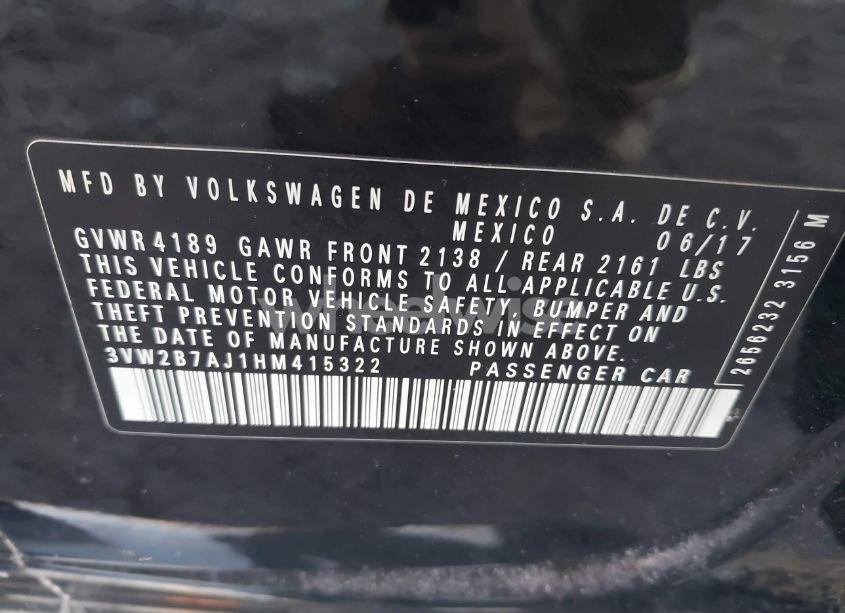 MFD BY VOLKSWAGEN DE MEXICO S.A. DE C.V.
MEXICO 06/17
GVWR 4189 GAWR FRONT 2138 / REAR 2161 LBS
THIS VEHICLE CONFORMS TO ALL APPLICABLE U.S.
FEDERAL MOTOR VEHICLE SAFETY, BUMPER AND
THEFT PREVENTION STANDARDS IN EFFECT ON
THE DATE OF MANUFACTURE SHOWN ABOVE.
3VW2B7AJ1HM415322 PASSENGER CAR
2656232 3156 M
wheelwise